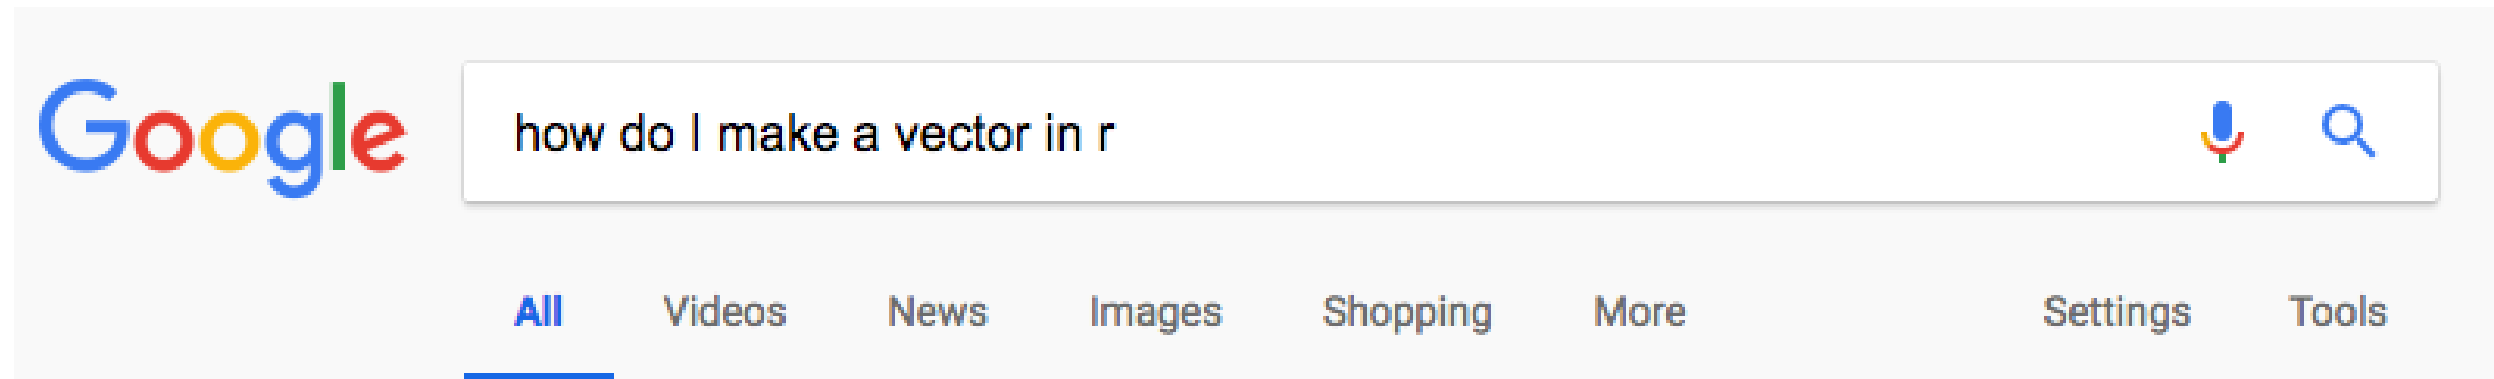 Google how do I make a vector in r
All Videos News Images Shopping More Settings Tools